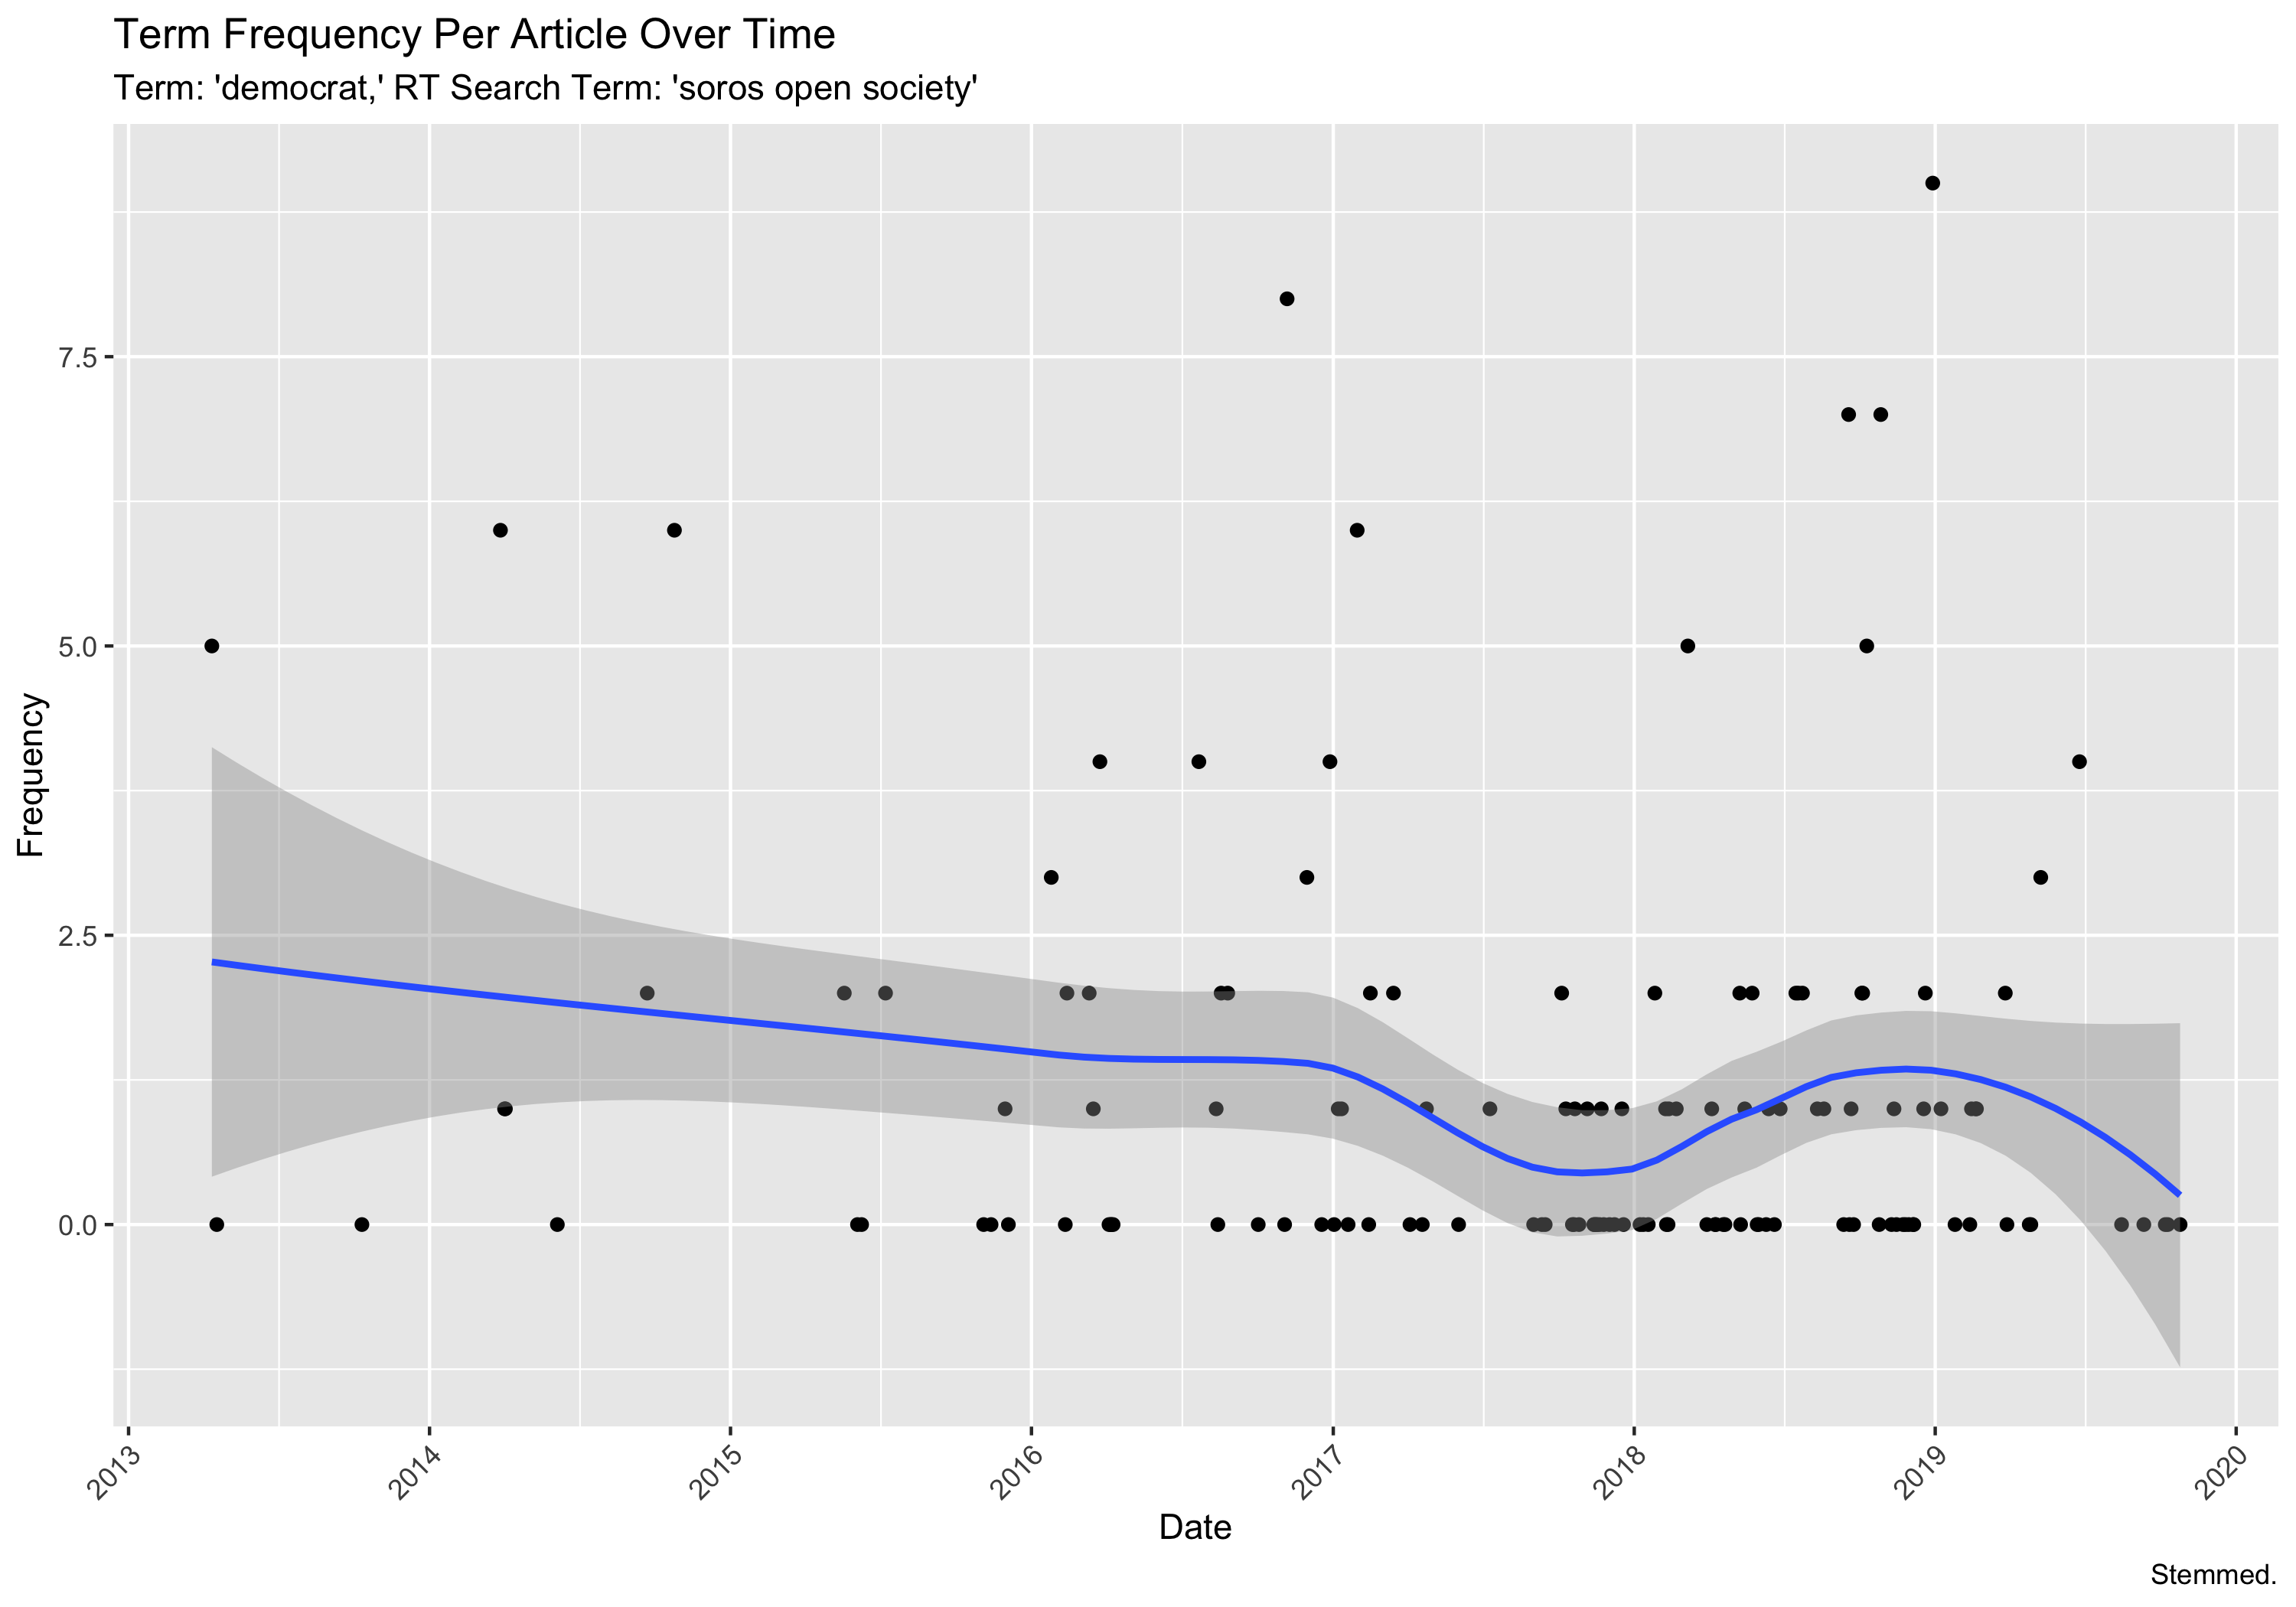 Term Frequency Per Article Over Time
Term: 'democrat,' RT Search Term: 'soros open society'
Frequency
7.5
5.0
2.5
0.0
2013
2014
2015
2016
2017
2018
2019
2020
Date
Stemmed.